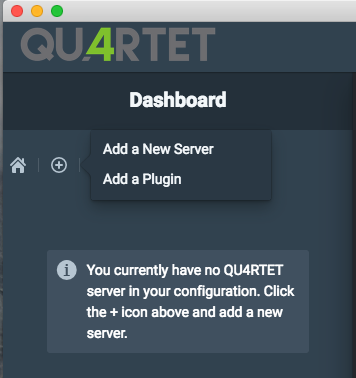 QU4RTET
Dashboard
Add a New Server
Add a Plugin
You currently have no QU4RTET
server in your configuration. Click
the + icon above and add a new
server.